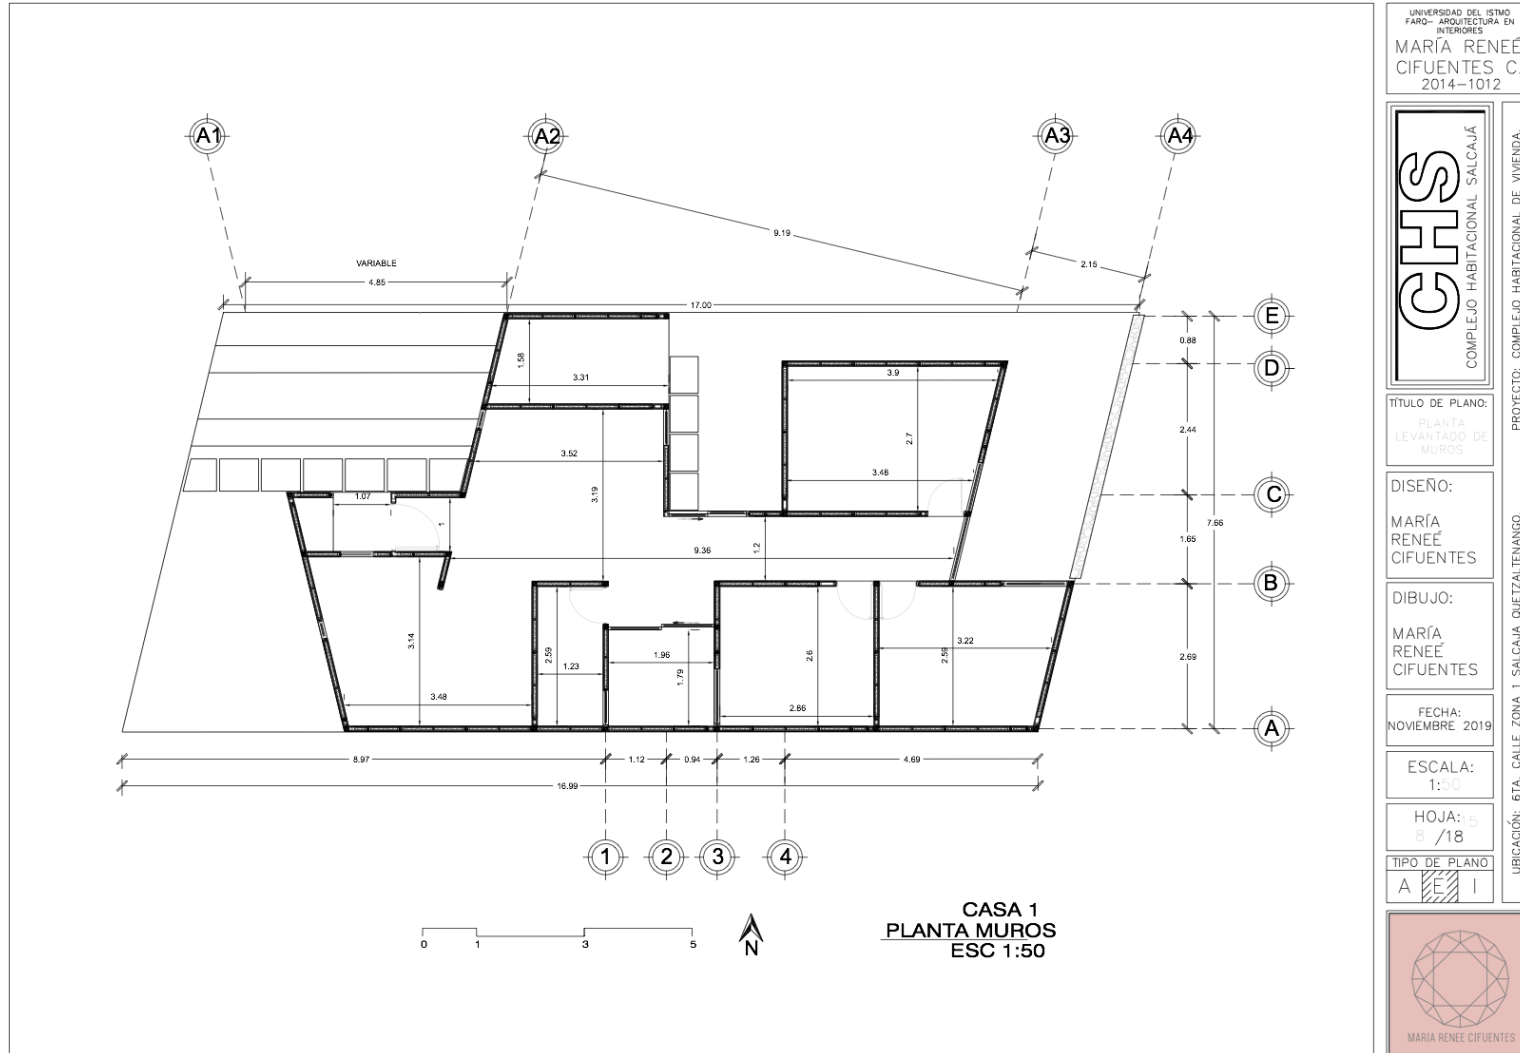 A1
A2
A3
A4
9.19
2.15
VARIABLE
4.85
17.00
E
D
C
B
A
0.88
2.44
1.65
2.69
7.66
1.58
3.31
3.52
3.19
3.9
2.7
3.48
1.07
1
9.36
1.2
3.14
3.48
2.59
1.23
1.96
1.79
2.6
2.86
2.59
3.22
8.97
1.12
0.94
1.26
4.69
16.99
1
2
3
4
0
1
3
5
N
CASA 1
PLANTA MUROS
ESC 1:50
UNIVERSIDAD DEL ISTMO
FARQ- ARQUITECTURA EN
INTERIORES
MARÍA RENEÉ
CIFUENTES C.
2014-1012
CHS
COMPLEJO HABITACIONAL SALCAJÁ
PROYECTO: COMPLEJO HABITACIONAL DE VIVIENDA.
UBICACIÓN: 6TA. CALLE ZONA 1 SALCAJA QUETZALTENANGO.
TÍTULO DE PLANO:
PLANTA
LEVANTADO DE
MUROS
DISEÑO:
MARÍA
RENEÉ
CIFUENTES
DIBUJO:
MARÍA
RENEÉ
CIFUENTES
FECHA:
NOVIEMBRE 2019
ESCALA:
1:50
HOJA: 15
8 /18
TIPO DE PLANO
A E I
MARIA RENEE CIFUENTES